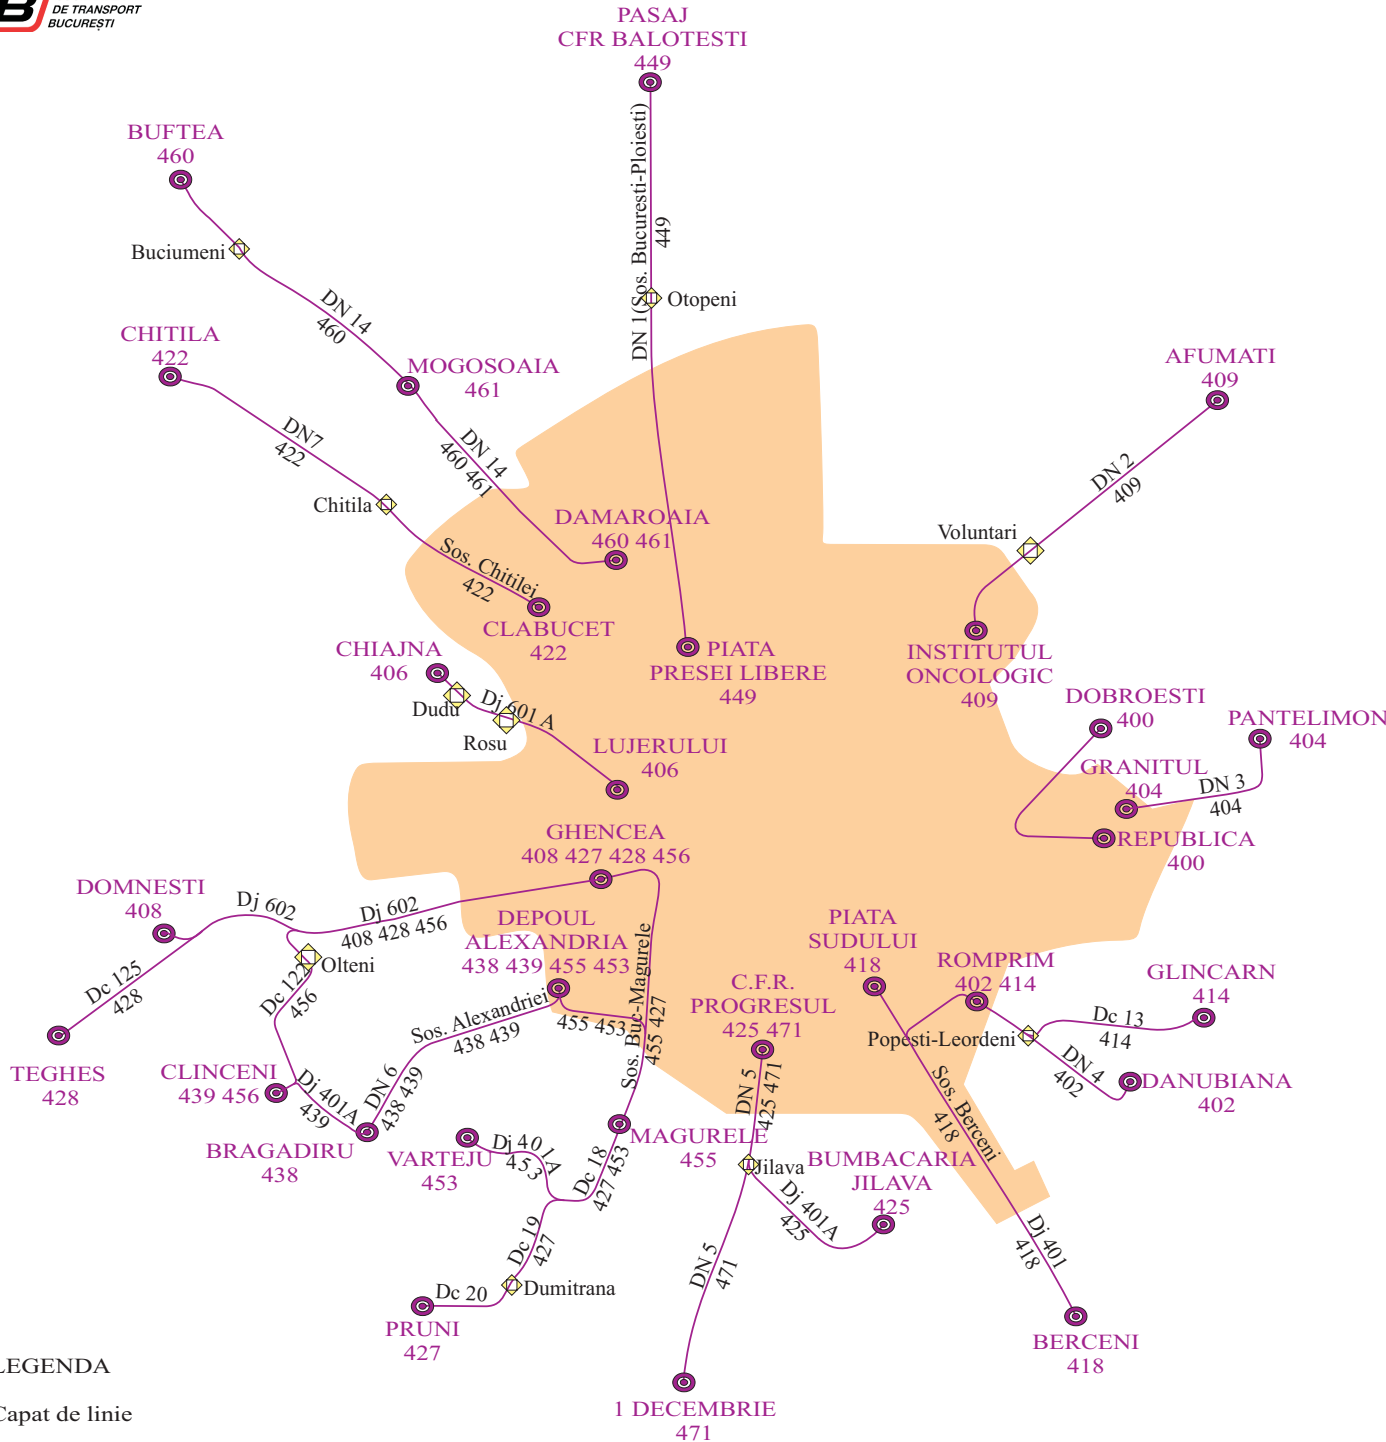 DE TRANSPORT
BUCUREȘTI
PASAJ
CFR BALOTESTI
449
DN 1(Sos. Bucuresti-Ploiesti)
449
Otopeni
BUFTEA
460
Buciumeni
DN 14
460
CHITILA
422
MOGOSOAIA
461
DN7
422
DN 14
460 461
Chitila
AFUMATI
409
DN 2
409
Voluntari
DAMAROAIA
460 461
Sos. Chitilei
422
CLABUCET
422
CHIAJNA
406
Dudu
Dj 601 A
Rosu
PIATA
PRESEI LIBERE
449
INSTITUTUL
ONCOLOGIC
409
DOBROESTI
400
PANTELIMON
404
LUJERULUI
406
GRANITUL
404
DN 3
404
REPUBLICA
400
GHENCEA
408 427 428 456
DOMNESTI
408
Dj 602
Dj 602
408 428 456
DEPOUL
ALEXANDRIA
438 439 455 453
PIATA
SUDULUI
418
ROMPRIM
402 414
GLINCARN
414
Olteni
Dc 125
428
Dc 122
456
Sos. Alexandriei
438 439
455 453
Sos. Buc-Magurele
455 427
C.F.R.
PROGRESUL
425 471
Popesti-Leordeni
Dc 13
414
DN 4
402
DANUBIANA
402
TEGHES
428
CLINCENI
439 456
Dj 401A
439
DN 6
438 439
BRAGADIRU
438
DN 5
425 471
Sos. Berceni
418
VARTEJU
453
Dj 401A
453
MAGURELE
455
Dc 18
427 453
Jilava
BUMBACARIA
JILAVA
425
Dj 401A
425
Dc 19
427
DN 5
471
Dj 401
418
Dc 20
Dumitrana
PRUNI
427
BERCENI
418
1 DECEMBRIE
471
LEGENDA
Capat de linie